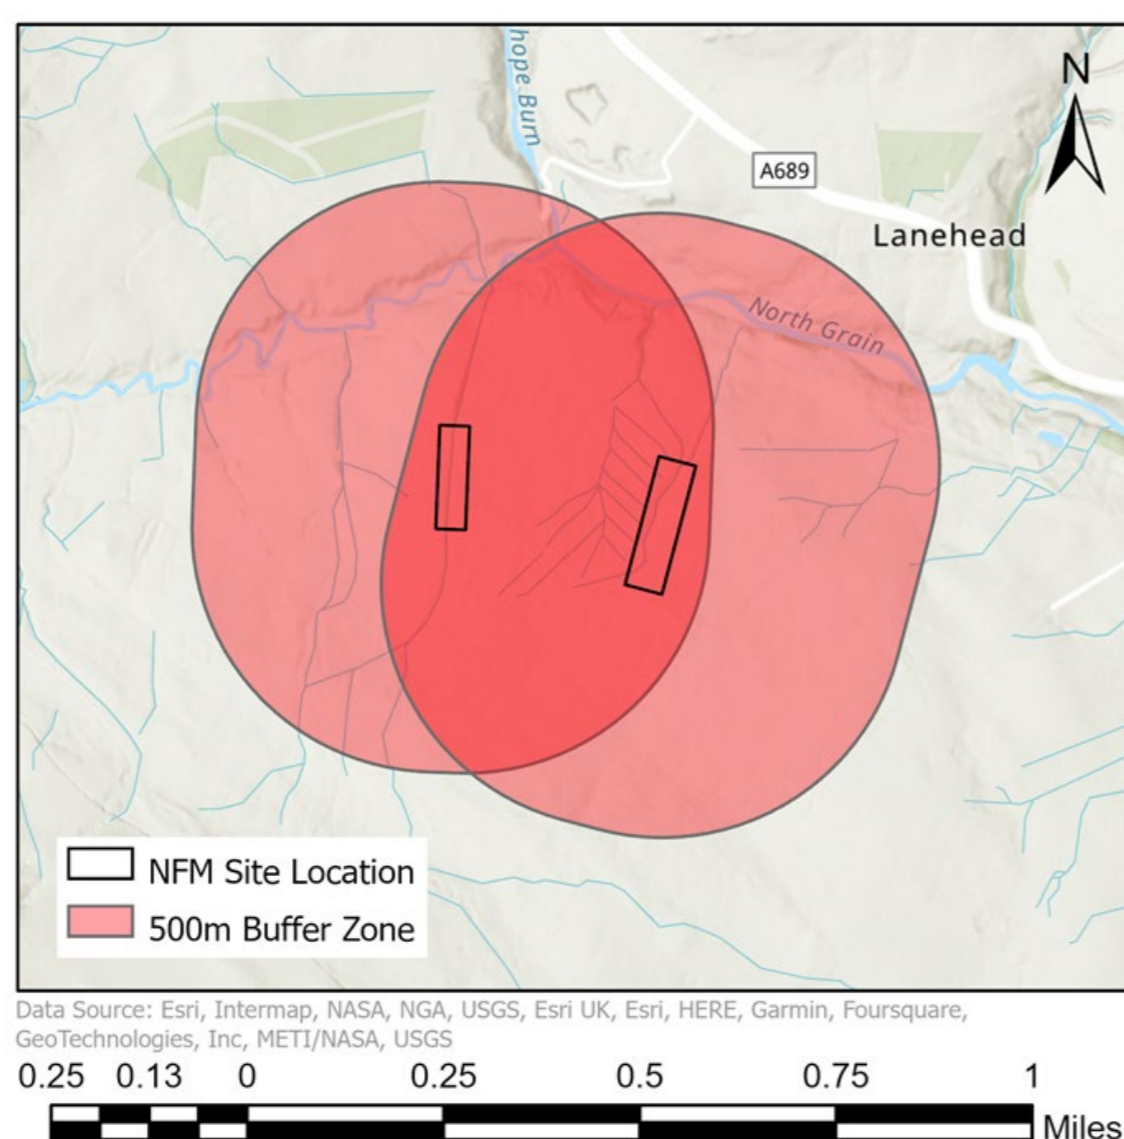 hope Burn
N
A689
Lanehead
North Grain
NFM Site Location
500m Buffer Zone
Data Source: Esri, Intermap, NASA, NGA, USGS, Esri UK, Esri, HERE, Garmin, Foursquare,
GeoTechnologies, Inc, METI/NASA, USGS
0.25 0.13 0 0.25 0.5 0.75 1
Miles